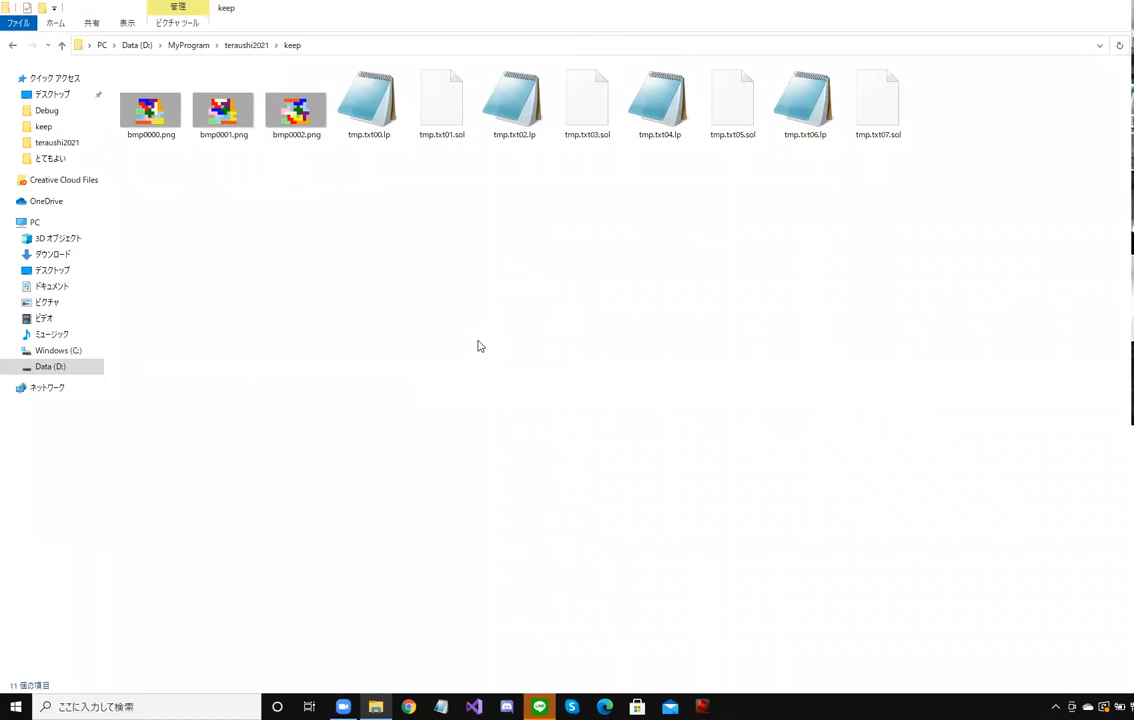 管理
keep
ファイル
ホーム
共有
表示
ピクチャ ツール
PC
Data (D:)
MyProgram
teraushi2021
keep
クイック アクセス
デスクトップ
Debug
keep
teraushi2021
とてもよい
Creative Cloud Files
OneDrive
PC
3D オブジェクト
ダウンロード
デスクトップ
ドキュメント
ピクチャ
ビデオ
ミュージック
Windows (C:)
Data (D:)
ネットワーク
bmp0000.png
bmp0001.png
bmp0002.png
tmp.txt00.lp
tmp.txt01.sol
tmp.txt02.lp
tmp.txt03.sol
tmp.txt04.lp
tmp.txt05.sol
tmp.txt06.lp
tmp.txt07.sol
11 個の項目
ここに入力して検索
LINE